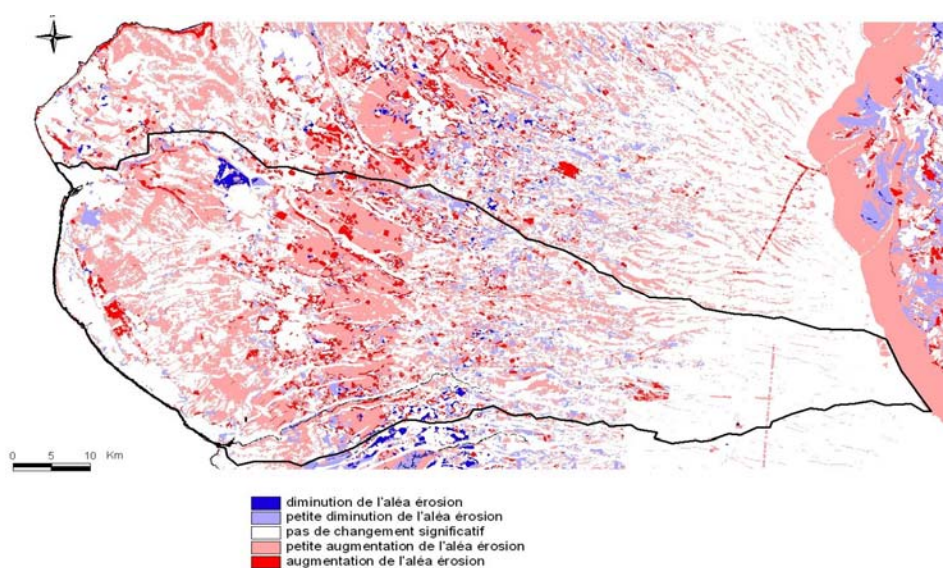 0 5 10 Km
diminution de l'aléa érosion
petite diminution de l'aléa érosion
pas de changement significatif
petite augmentation de l'aléa érosion
augmentation de l'aléa érosion